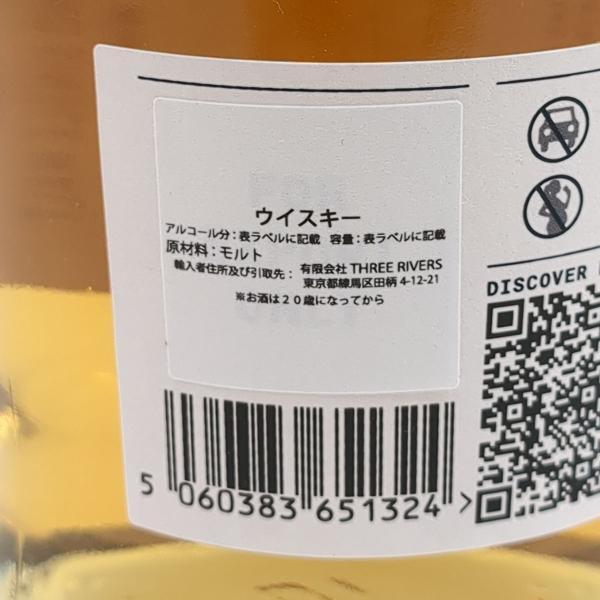 ウイスキー
アルコール分：表ラベルに記載 容量：表ラベルに記載
原材料：モルト
輸入者住所及び引取先： 有限会社 THREE RIVERS
東京都練馬区田柄 4-12-21
※お酒は２０歳になってから
DISCOVER
5 060383 651324 >